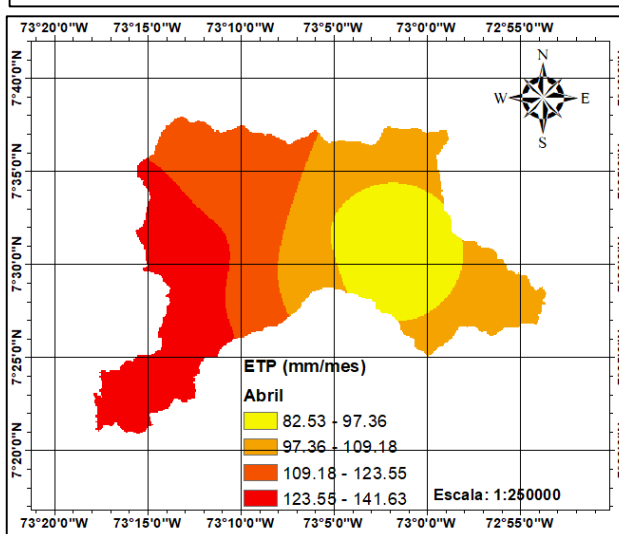 73°20'0"W 73°15'0"W 73°10'0"W 73°5'0"W 73°0'0"W 72°55'0"W
N
7°40'0"N
W E
S
7°35'0"N
7°30'0"N
7°25'0"N
ETP (mm/mes)
Abril
82.53 - 97.36
97.36 - 109.18
7°20'0"N
109.18 - 123.55
123.55 - 141.63 Escala: 1:250000
73°20'0"W 73°15'0"W 73°10'0"W 73°5'0"W 73°0'0"W 72°55'0"W